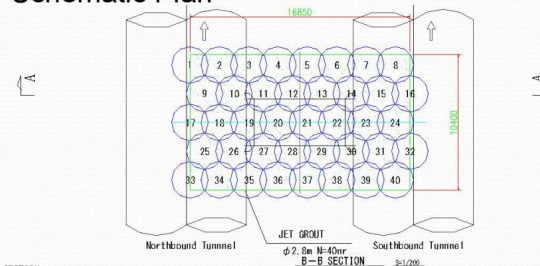 Schematic Plan
16850
A
A
1 2 3 4 5 6 7 8
9 10 11 12 13 14 15 16
17 18 19 20 21 22 23 24
25 26 27 28 29 30 31 32
33 34 35 36 37 38 39 40
10400
Northbound Tunnnel
JET GROUT
φ2.8m N=40nr
Southbound Tunnnel
B-B SECTION S=1/200